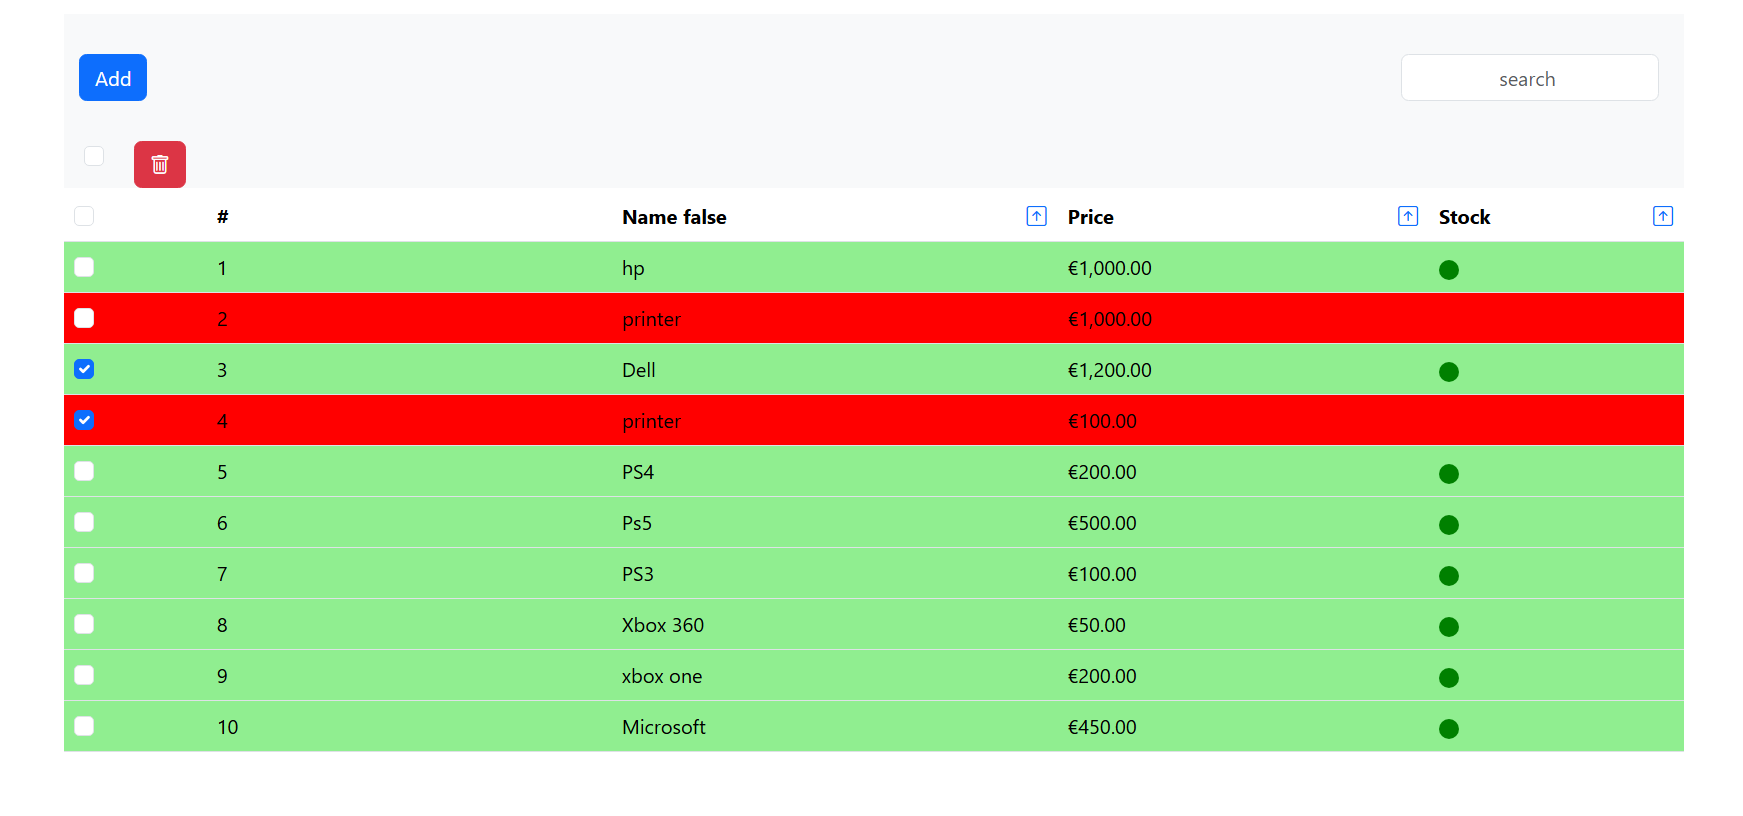 Add search
# Name false Price Stock
1 hp €1,000.00
2 printer €1,000.00
3 Dell €1,200.00
4 printer €100.00
5 PS4 €200.00
6 Ps5 €500.00
7 PS3 €100.00
8 Xbox 360 €50.00
9 xbox one €200.00
10 Microsoft €450.00